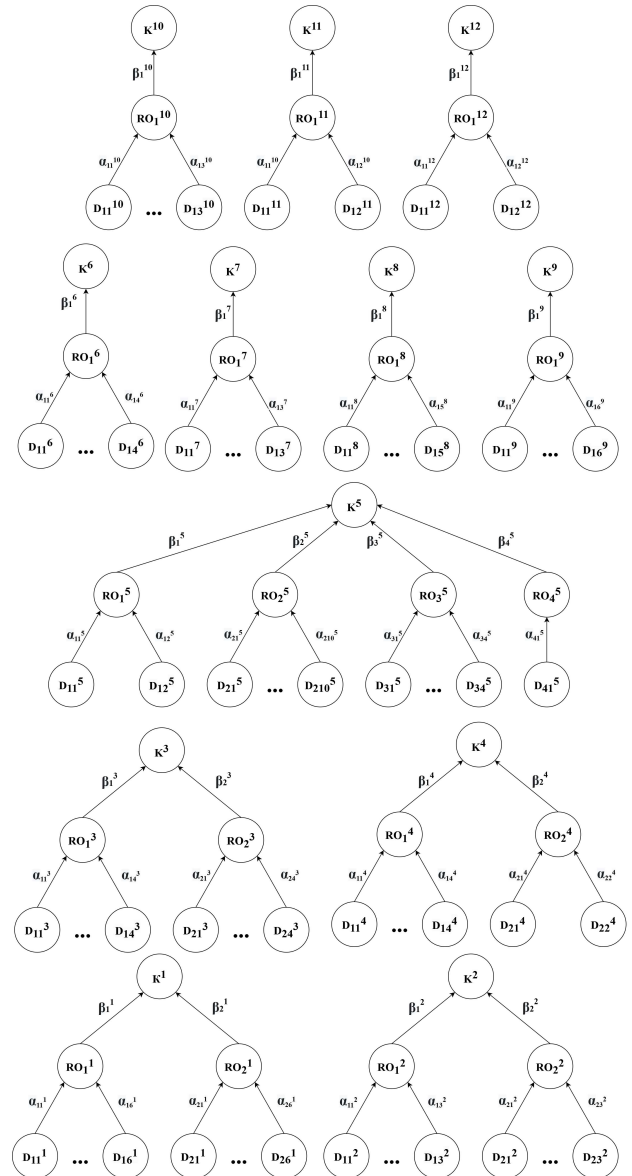 K¹⁰ K¹¹ K¹²
β₁¹⁰ β₁¹¹ β₁¹²
RO₁¹⁰ RO₁¹¹ RO₁¹²
α₁₁¹⁰ α₁₃¹⁰ α₁₁¹⁰ α₁₂¹⁰ α₁₁¹² α₁₂¹²
D₁₁¹⁰ ... D₁₃¹⁰ D₁₁¹¹ D₁₂¹¹ D₁₁¹² D₁₂¹²
K⁶ K⁷ K⁸ K⁹
β₁⁶ β₁⁷ β₁⁸ β₁⁹
RO₁⁶ RO₁⁷ RO₁⁸ RO₁⁹
α₁₁⁶ α₁₄⁶ α₁₁⁷ α₁₃⁷ α₁₁⁸ α₁₅⁸ α₁₁⁹ α₁₆⁹
D₁₁⁶ ... D₁₄⁶ D₁₁⁷ ... D₁₃⁷ D₁₁⁸ ... D₁₅⁸ D₁₁⁹ ... D₁₆⁹
K⁵
β₁⁵ β₂⁵ β₃⁵ β₄⁵
RO₁⁵ RO₂⁵ RO₃⁵ RO₄⁵
α₁₁⁵ α₁₂⁵ α₂₁⁵ α₂₁₀⁵ α₃₁⁵ α₃₄⁵ α₄₁⁵
D₁₁⁵ D₁₂⁵ D₂₁⁵ ... D₂₁₀⁵ D₃₁⁵ ... D₃₄⁵ D₄₁⁵
K³ K⁴
β₁³ β₂³ β₁⁴ β₂⁴
RO₁³ RO₂³ RO₁⁴ RO₂⁴
α₁₁³ α₁₄³ α₂₁³ α₂₄³ α₁₁⁴ α₁₄⁴ α₂₁⁴ α₂₂⁴
D₁₁³ ... D₁₄³ D₂₁³ ... D₂₄³ D₁₁⁴ ... D₁₄⁴ D₂₁⁴ D₂₂⁴
K¹ K²
β₁¹ β₂¹ β₁² β₂²
RO₁¹ RO₂¹ RO₁² RO₂²
α₁₁¹ α₁₆¹ α₂₁¹ α₂₆¹ α₁₁² α₁₃² α₂₁² α₂₃²
D₁₁¹ ... D₁₆¹ D₂₁¹ ... D₂₆¹ D₁₁² ... D₁₃² D₂₁² ... D₂₃²